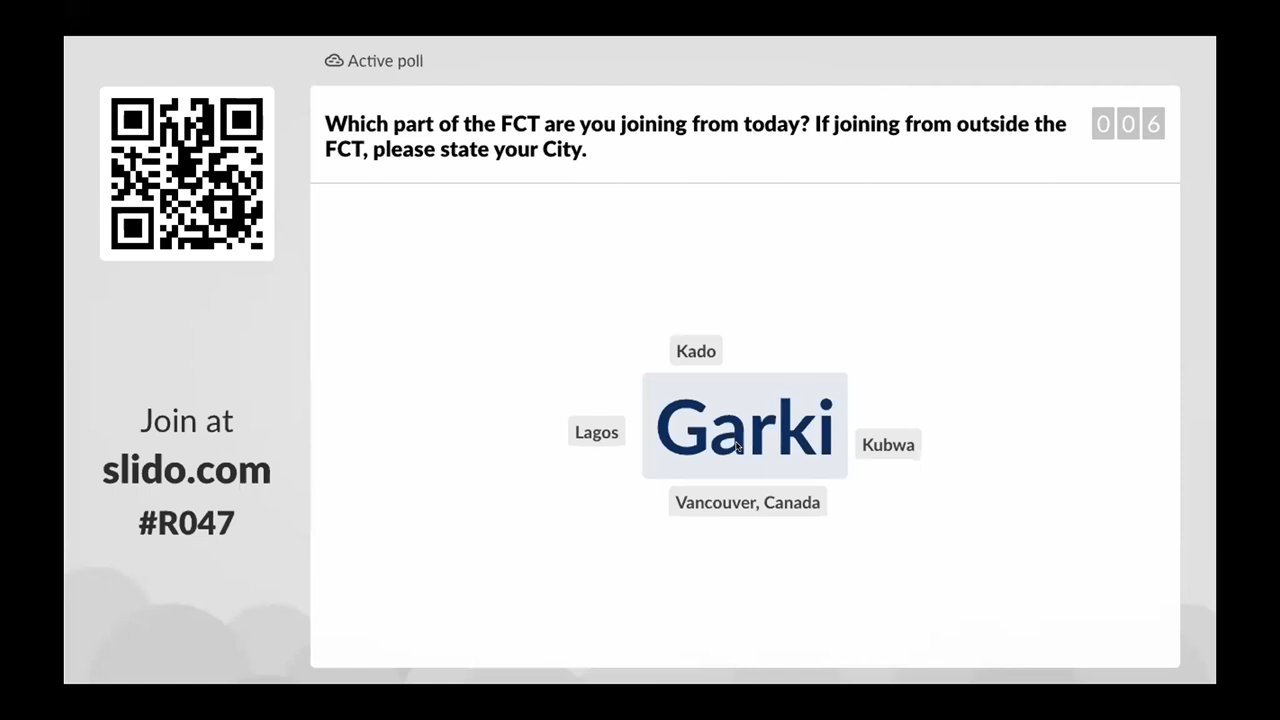 Active poll
Which part of the FCT are you joining from today? If joining from outside the
FCT, please state your City.
006
Kado
Garki
Lagos
Kubwa
Vancouver, Canada
Join at
slido.com
#R047